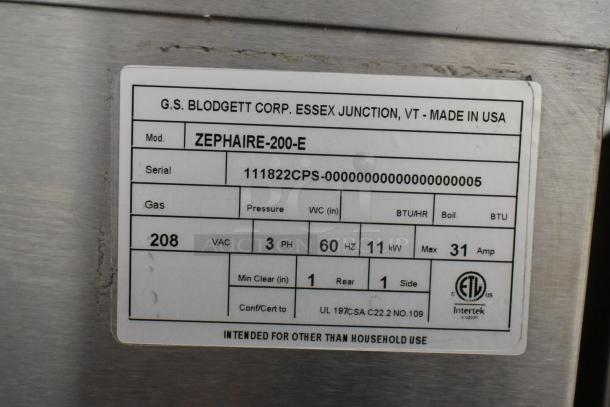 G.S. BLODGETT CORP. ESSEX JUNCTION, VT - MADE IN USA
Mod. ZEPHAIRE-200-E
Serial 111822CPS-00000000000000000005
Gas Pressure WC (in) BTU/HR Boil. BTU
208 VAC 3 PH 60 HZ 11 kW Max 31 Amp
Min Clear (in) 1 Rear 1 Side
C ETL US
Conf/Cert to UL 197CSA C22.2 NO.109 Intertek
INTENDED FOR OTHER THAN HOUSEHOLD USE